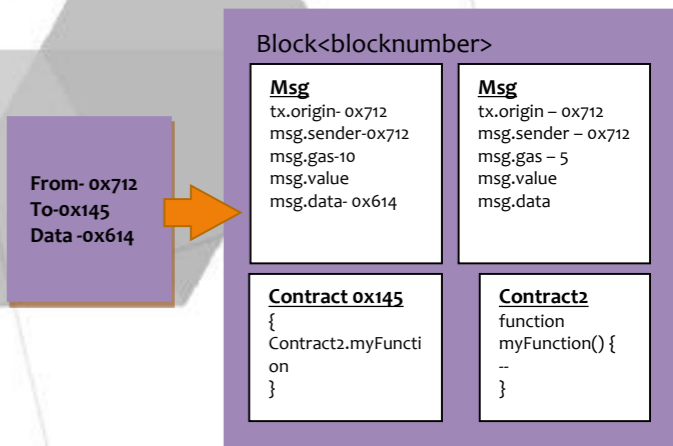 From- 0x712
To-0x145
Data -0x614
Block<blocknumber>
Msg
tx.origin- 0x712
msg.sender-0x712
msg.gas-10
msg.value
msg.data- 0x614
Msg
tx.origin – 0x712
msg.sender – 0x712
msg.gas – 5
msg.value
msg.data
Contract 0x145
{
Contract2.myFuncti
on
}
Contract2
function
myFunction() {
--
}